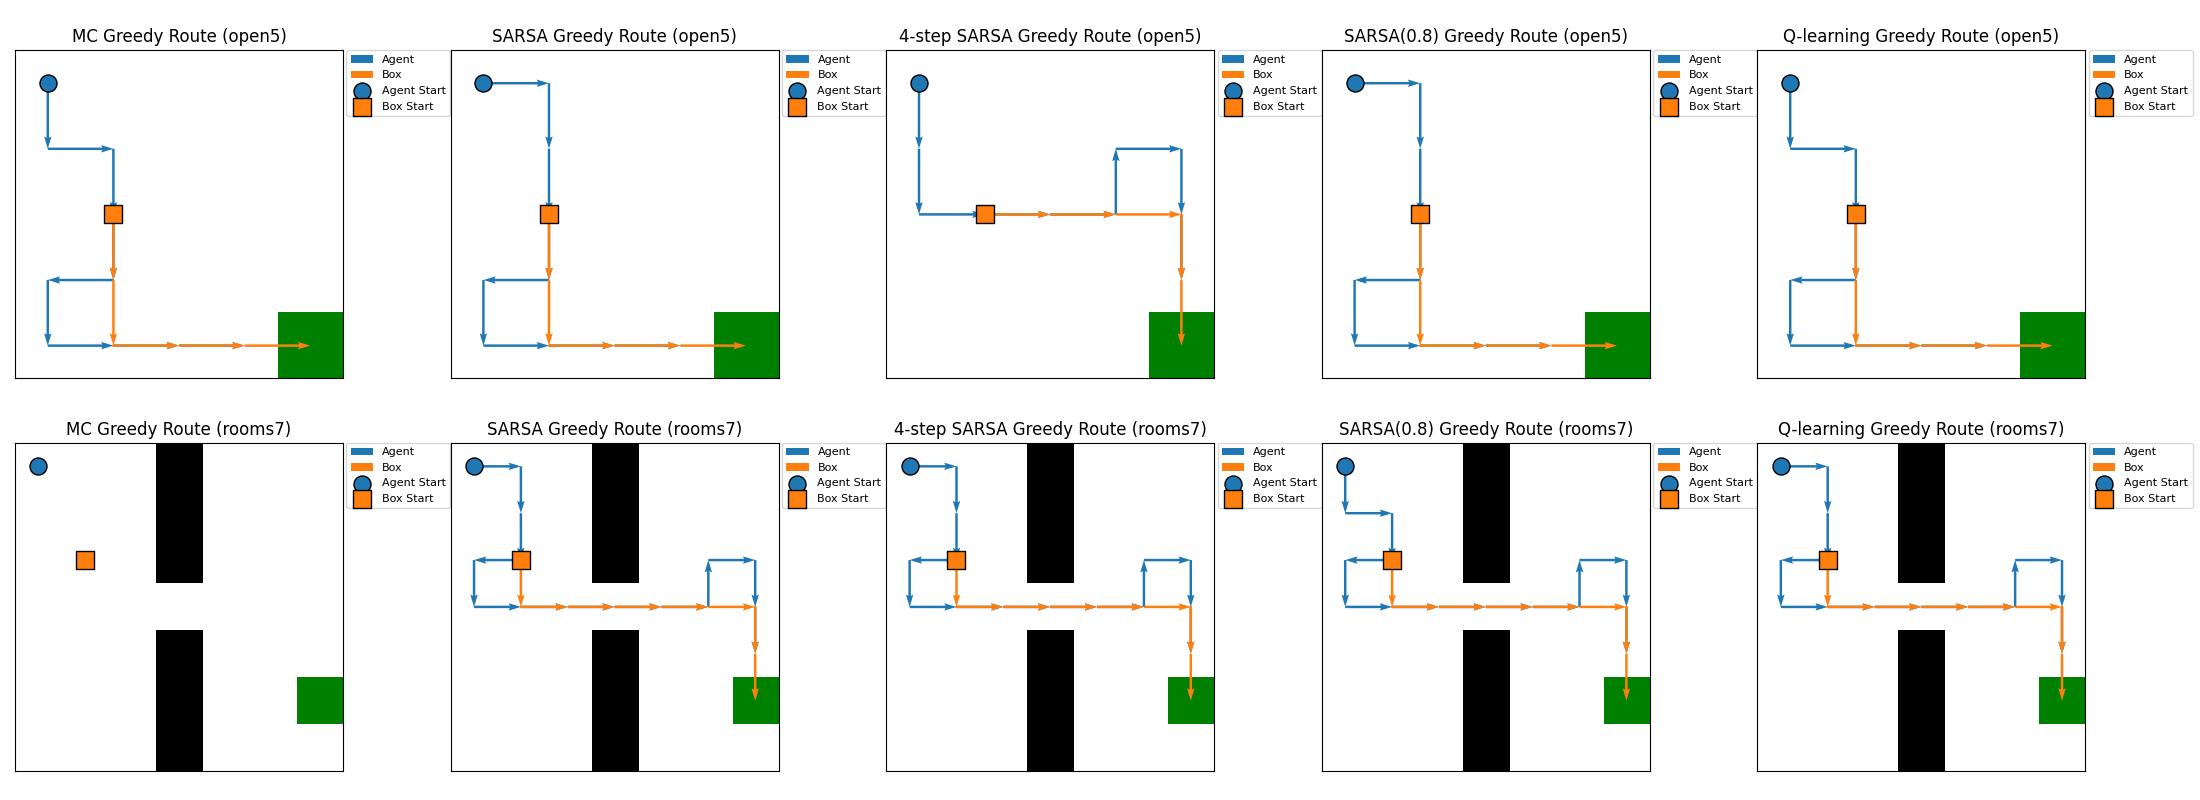 MC Greedy Route (open5)
Agent
Box
Agent Start
Box Start
SARSA Greedy Route (open5)
Agent
Box
Agent Start
Box Start
4-step SARSA Greedy Route (open5)
Agent
Box
Agent Start
Box Start
SARSA(0.8) Greedy Route (open5)
Agent
Box
Agent Start
Box Start
Q-learning Greedy Route (open5)
Agent
Box
Agent Start
Box Start
MC Greedy Route (rooms7)
Agent
Box
Agent Start
Box Start
SARSA Greedy Route (rooms7)
Agent
Box
Agent Start
Box Start
4-step SARSA Greedy Route (rooms7)
Agent
Box
Agent Start
Box Start
SARSA(0.8) Greedy Route (rooms7)
Agent
Box
Agent Start
Box Start
Q-learning Greedy Route (rooms7)
Agent
Box
Agent Start
Box Start